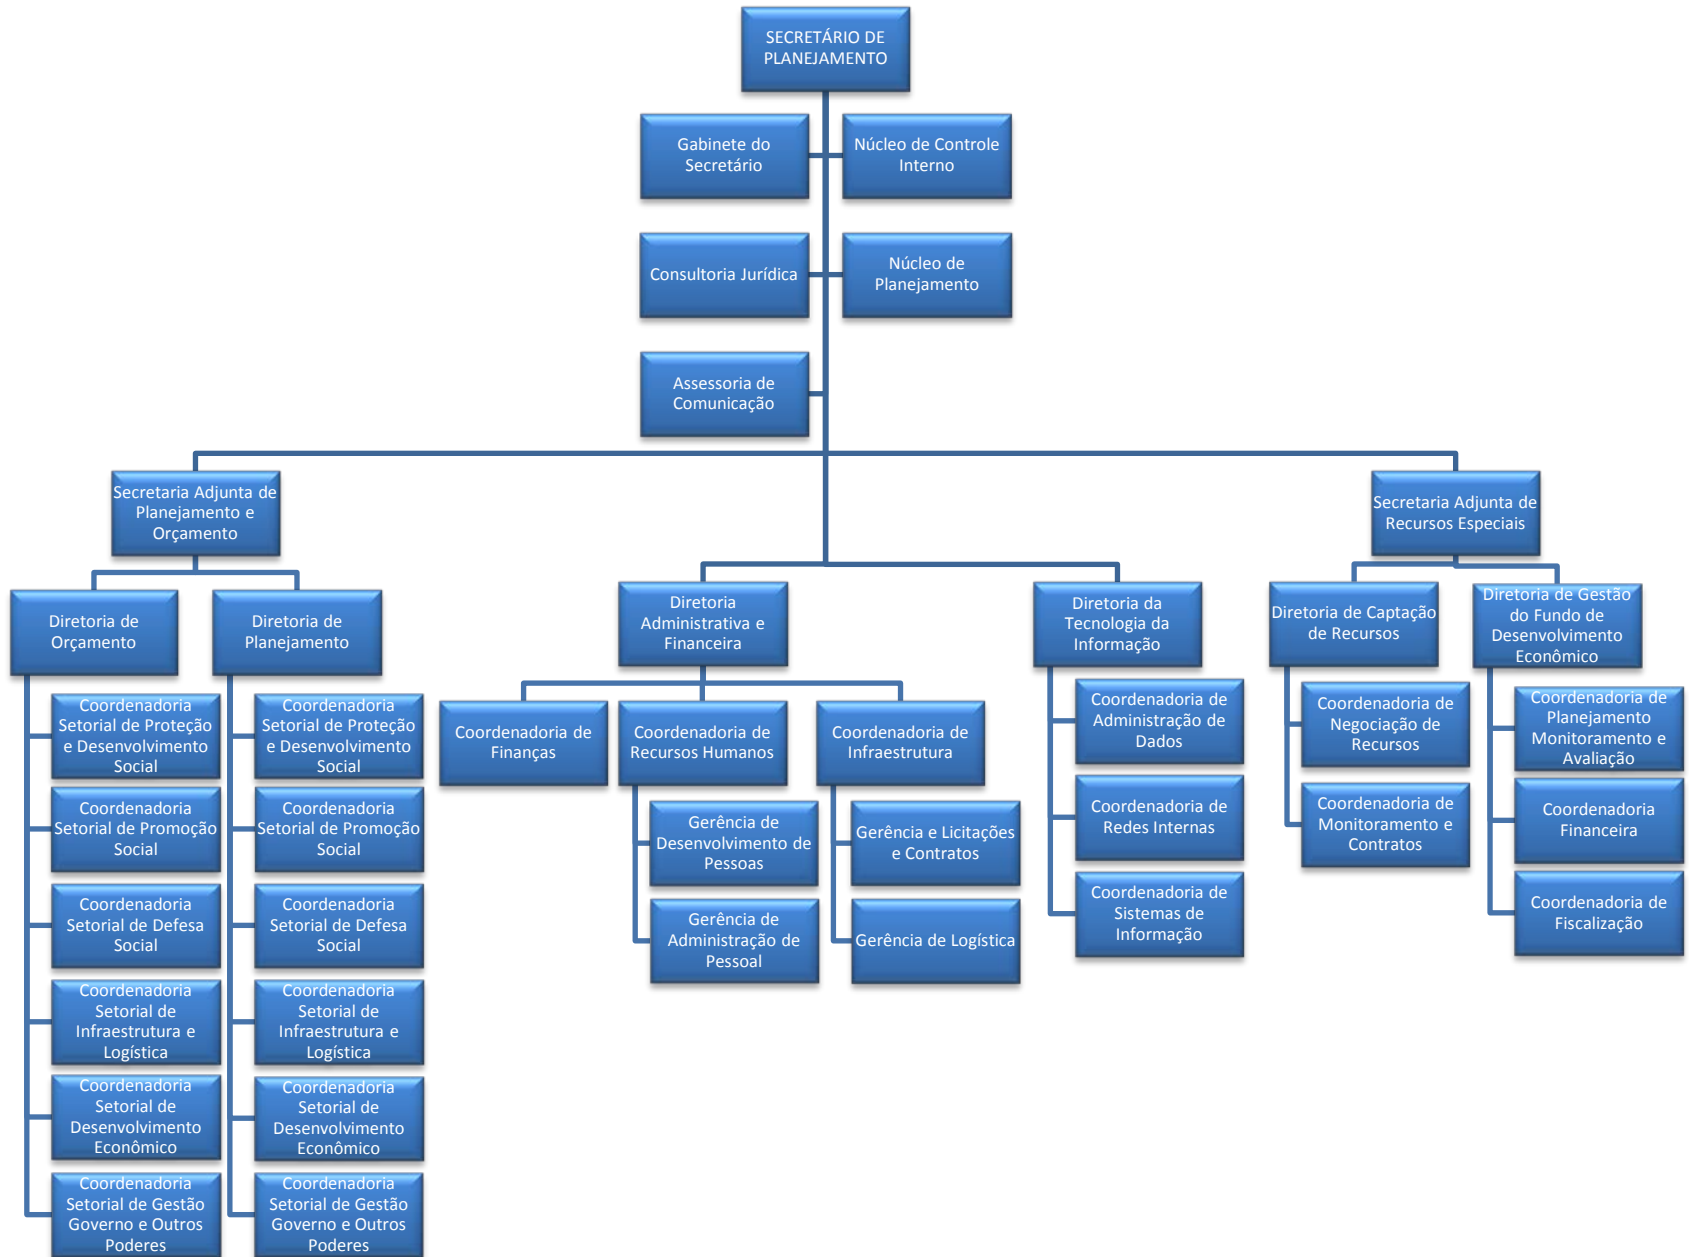 SECRETÁRIO DE
PLANEJAMENTO
Gabinete do
Secretário
Núcleo de Controle
Interno
Consultoria Jurídica
Núcleo de
Planejamento
Assessoria de
Comunicação
Secretaria Adjunta de
Planejamento e
Orçamento
Secretaria Adjunta de
Recursos Especiais
Diretoria de
Orçamento
Diretoria de
Planejamento
Diretoria
Administrativa e
Financeira
Diretoria da
Tecnologia da
Informação
Diretoria de Captação
de Recursos
Diretoria de Gestão
do Fundo de
Desenvolvimento
Econômico
Coordenadoria
Setorial de Proteção
e Desenvolvimento
Social
Coordenadoria
Setorial de Promoção
Social
Coordenadoria
Setorial de Defesa
Social
Coordenadoria
Setorial de
Infraestrutura e
Logística
Coordenadoria
Setorial de
Desenvolvimento
Econômico
Coordenadoria
Setorial de Gestão
Governo e Outros
Poderes
Coordenadoria
Setorial de Proteção
e Desenvolvimento
Social
Coordenadoria
Setorial de Promoção
Social
Coordenadoria
Setorial de Defesa
Social
Coordenadoria
Setorial de
Infraestrutura e
Logística
Coordenadoria
Setorial de
Desenvolvimento
Econômico
Coordenadoria
Setorial de Gestão
Governo e Outros
Poderes
Coordenadoria de
Finanças
Coordenadoria de
Recursos Humanos
Gerência de
Desenvolvimento de
Pessoas
Gerência de
Administração de
Pessoal
Coordenadoria de
Infraestrutura
Gerência e Licitações
e Contratos
Gerência de Logística
Coordenadoria de
Administração de
Dados
Coordenadoria de
Redes Internas
Coordenadoria de
Sistemas de
Informação
Coordenadoria de
Negociação de
Recursos
Coordenadoria de
Monitoramento e
Contratos
Coordenadoria de
Planejamento
Monitoramento e
Avaliação
Coordenadoria
Financeira
Coordenadoria de
Fiscalização